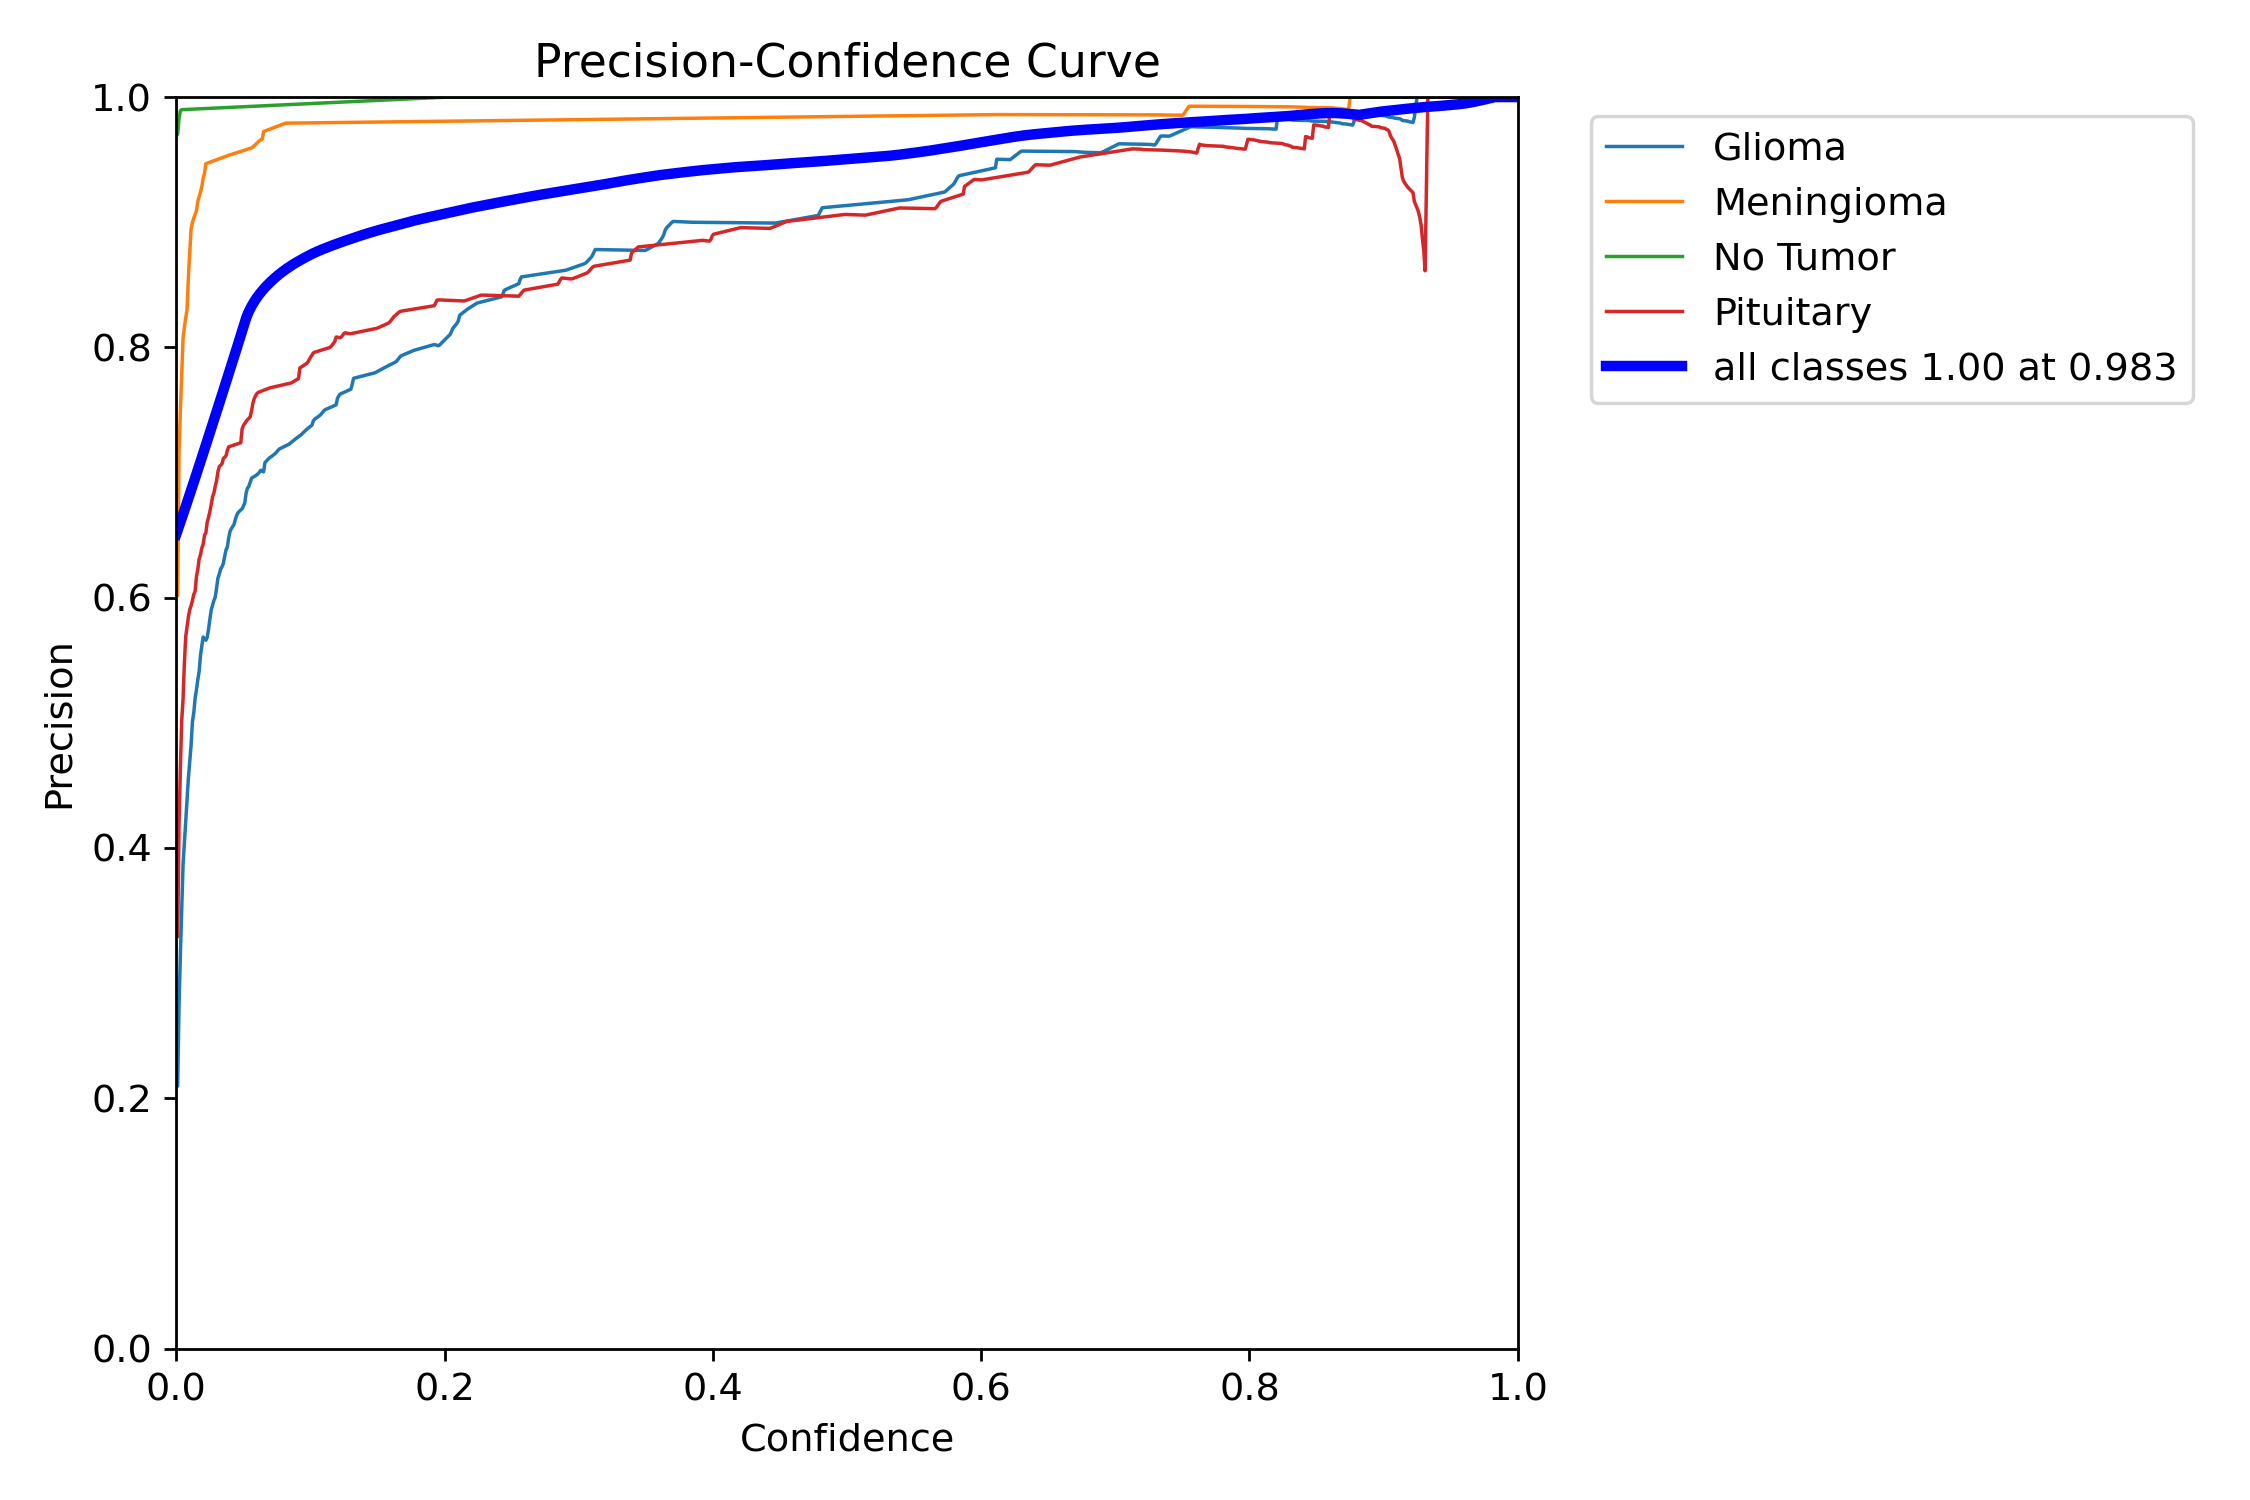 Precision-Confidence Curve
1.0
0.8
0.6
0.4
0.2
0.0
Precision
0.0 0.2 0.4 0.6 0.8 1.0
Confidence
Glioma
Meningioma
No Tumor
Pituitary
all classes 1.00 at 0.983